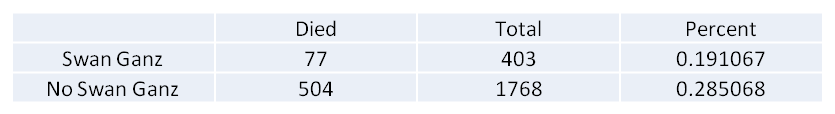 Died Total Percent
Swan Ganz 77 403 0.191067
No Swan Ganz 504 1768 0.285068